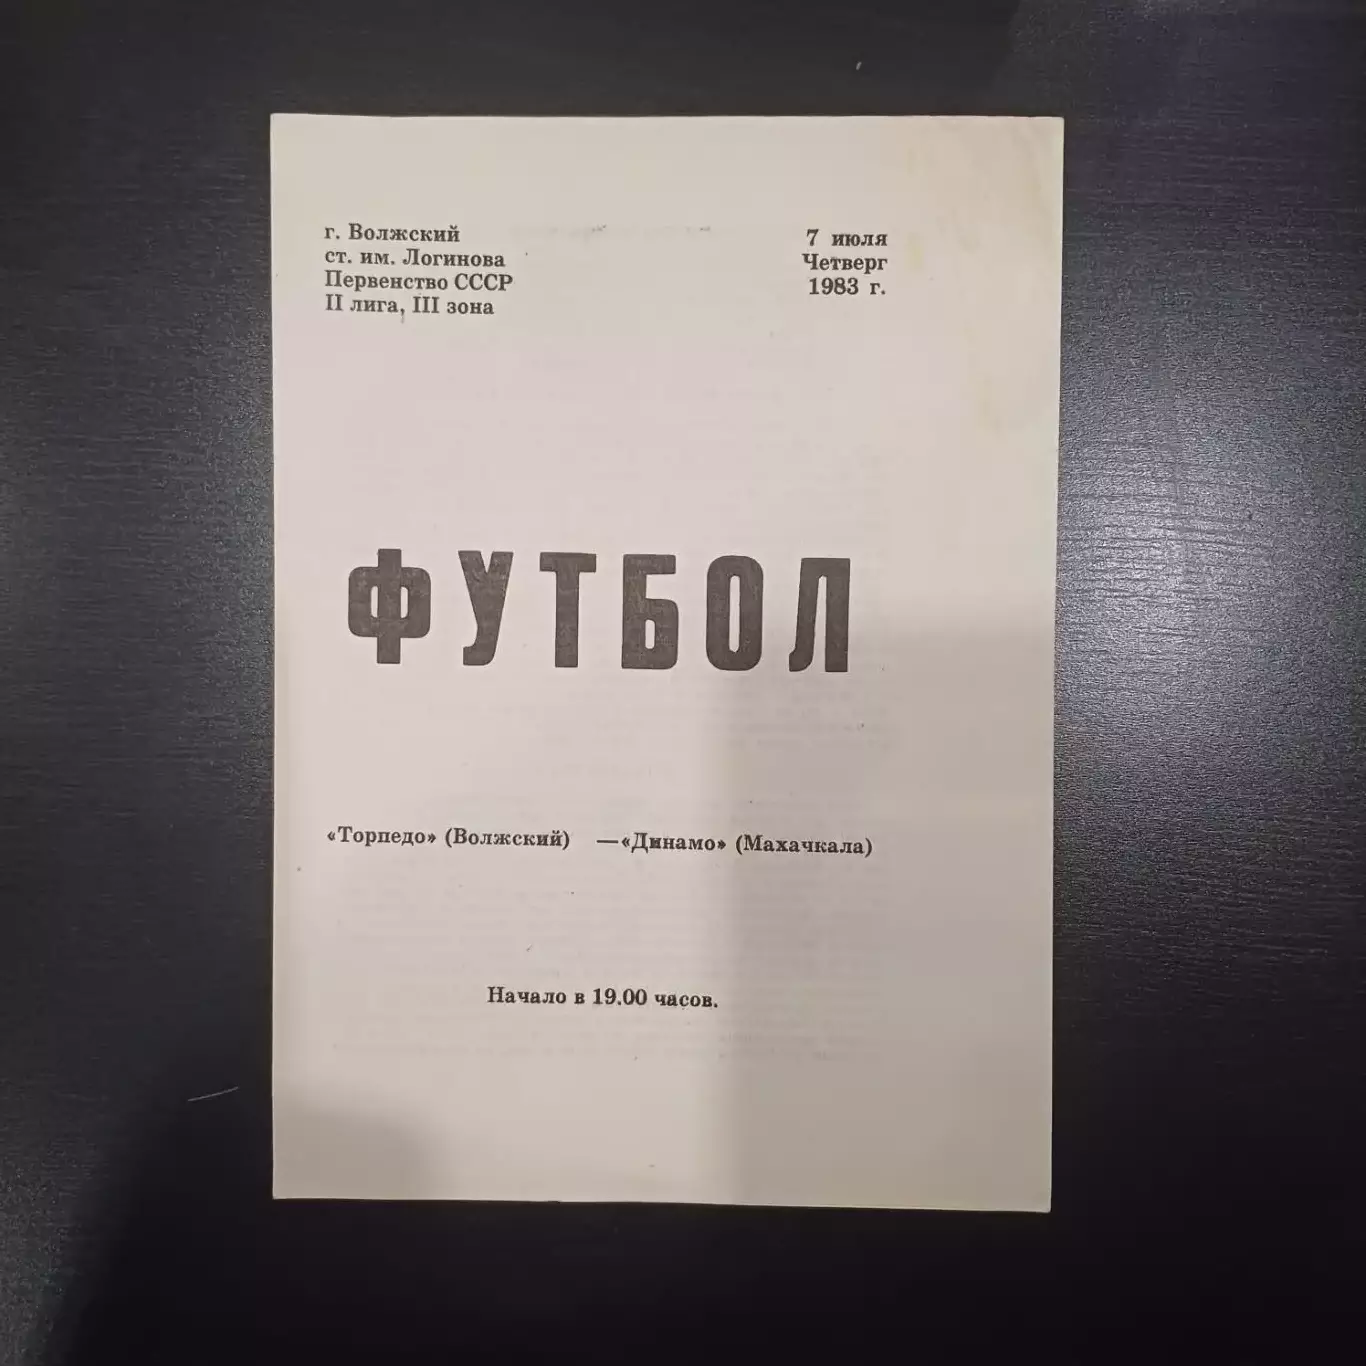 г. Волжский
ст. им. Логинова
Первенство СССР
II лига, III зона
7 июля
Четверг
1983 г.
ФУТБОЛ
«Торпедо» (Волжский) —«Динамо» (Махачкала)
Начало в 19.00 часов.